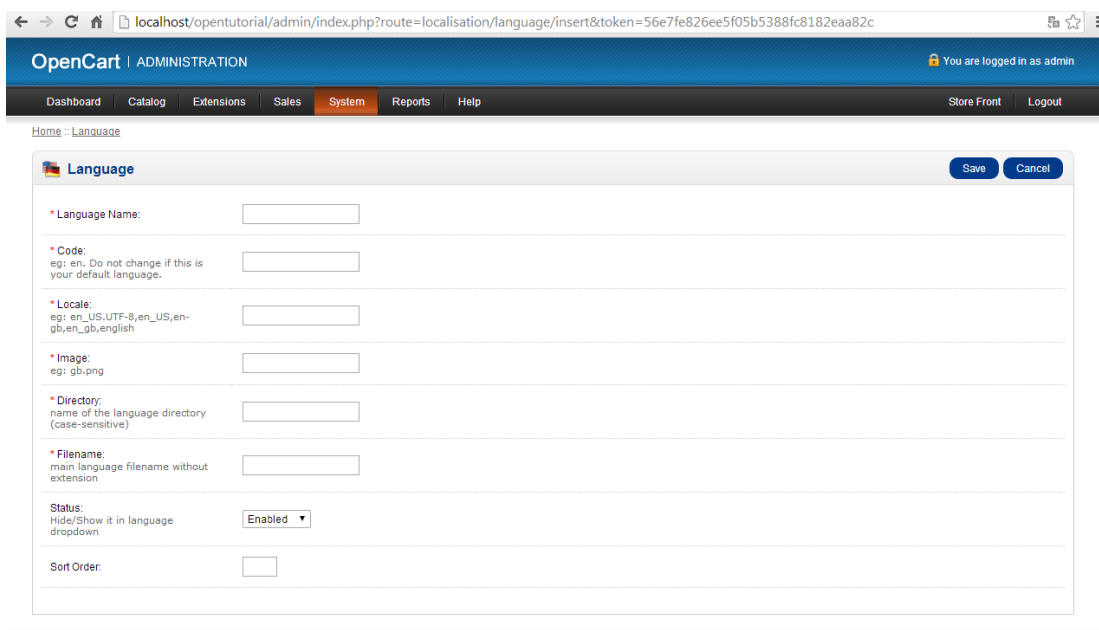 localhost/opentutorial/admin/index.php?route=localisation/language/insert&token=56e7fe826ee5f05b5388fc8182eaa82c
OpenCart | ADMINISTRATION
You are logged in as admin
Dashboard Catalog Extensions Sales System Reports Help Store Front Logout
Home :: Language
Language
Save Cancel
* Language Name:
* Code:
eg: en. Do not change if this is
your default language.
* Locale:
eg: en_US.UTF-8,en_US,en-
gb,en_gb,english
* Image:
eg: gb.png
* Directory:
name of the language directory
(case-sensitive)
* Filename:
main language filename without
extension
Status:
Hide/Show it in language
dropdown
Enabled
Sort Order: